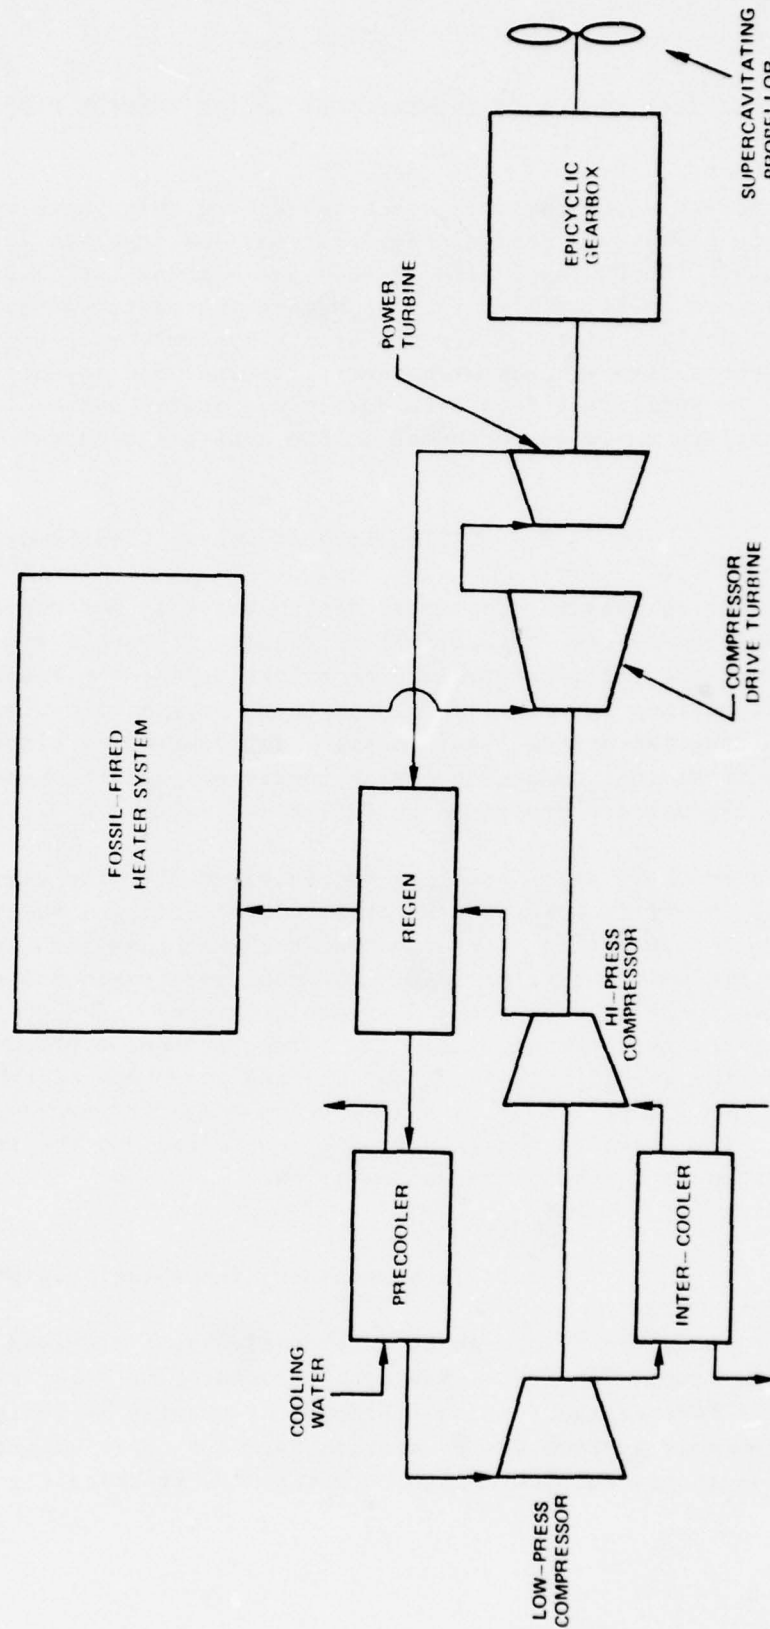 FOSSIL–FIRED
HEATER SYSTEM
COOLING
WATER
PRECOOLER
REGEN
POWER
TURBINE
EPICYCLIC
GEARBOX
LOW–PRESS
COMPRESSOR
HI–PRESS
COMPRESSOR
INTER–COOLER
COMPRESSOR
DRIVE TURBINE
SUPERCAVITATING
PROPELLOR